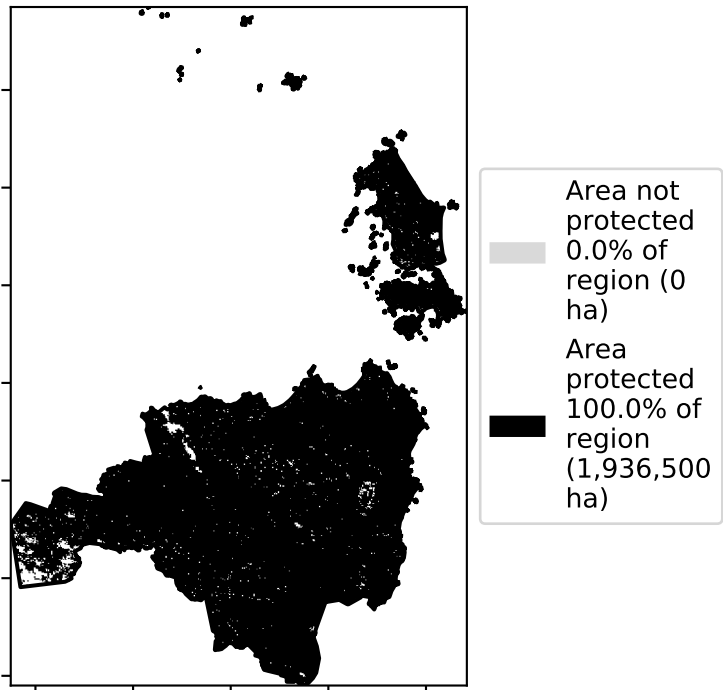 Area not
protected
0.0% of
region (0
ha)
Area
protected
100.0% of
region
(1,936,500
ha)